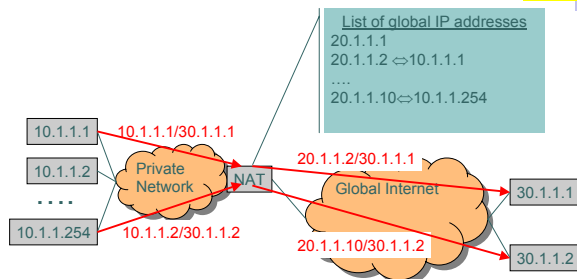 List of global IP addresses
20.1.1.1
20.1.1.2 ⇔10.1.1.1
....
20.1.1.10⇔10.1.1.254
10.1.1.1
10.1.1.1/30.1.1.1
10.1.1.2
....
10.1.1.254
Private
Network
NAT
10.1.1.2/30.1.1.2
20.1.1.2/30.1.1.1
Global Internet
20.1.1.10/30.1.1.2
30.1.1.1
30.1.1.2